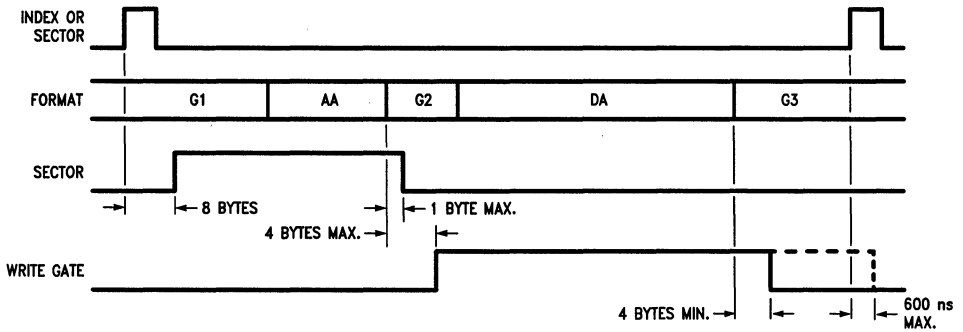 INDEX OR
SECTOR
FORMAT G1 AA G2 DA G3
SECTOR
8 BYTES 1 BYTE MAX.
4 BYTES MAX.
WRITE GATE
4 BYTES MIN. 600 ns
MAX.